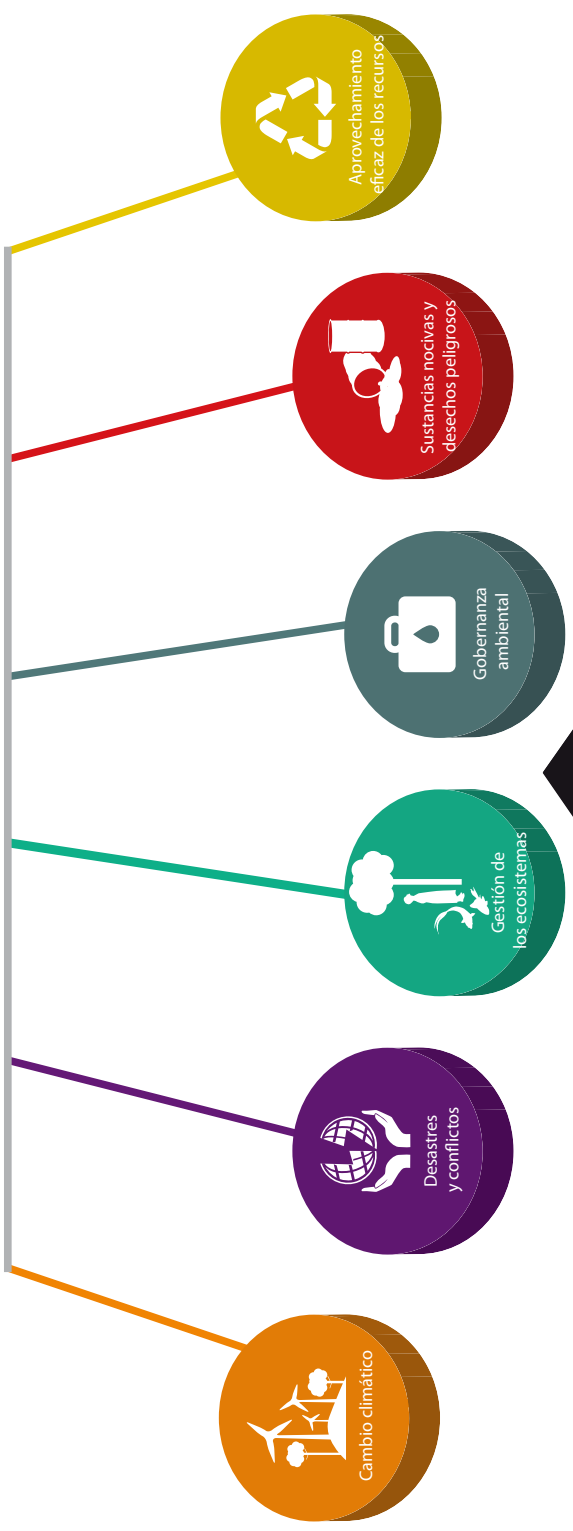 Cambio climático
Desastres
y conflictos
Gestión de
los ecosistemas
Gobernanza
ambiental
Sustancias nocivas y
desechos peligrosos
Aprovechamiento
eficaz de los recursos